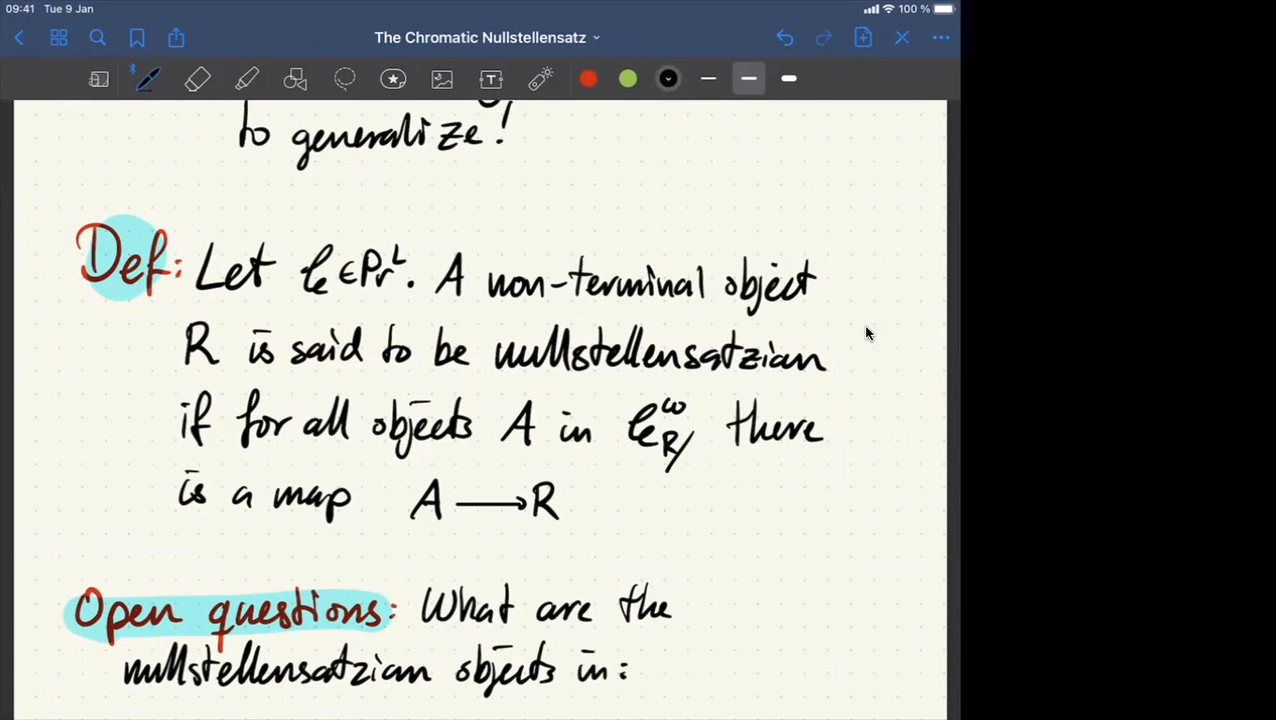 09:41 Tue 9 Jan
100 %
The Chromatic Nullstellensatz
T
to generalize!
Def: Let 𝒞 ∈ Pr^L. A non-terminal object
R is said to be nullstellensatzian
if for all objects A in 𝒞^ω_{R/} there
is a map A ⟶ R
Open questions: What are the
nullstellensatzian objects in: